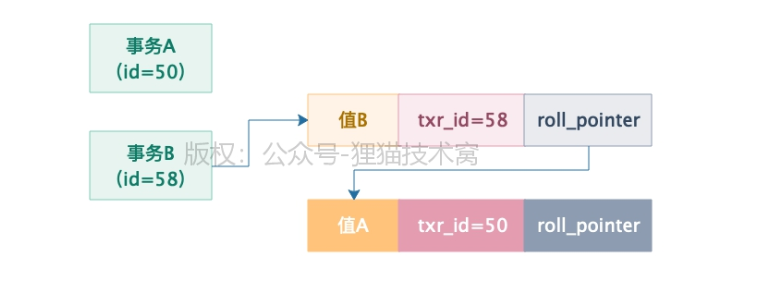 事务A
(id=50)
值B
txr_id=58
roll_pointer
事务B
(id=58)
版权：公众号-狸猫技术窝
值A
txr_id=50
roll_pointer